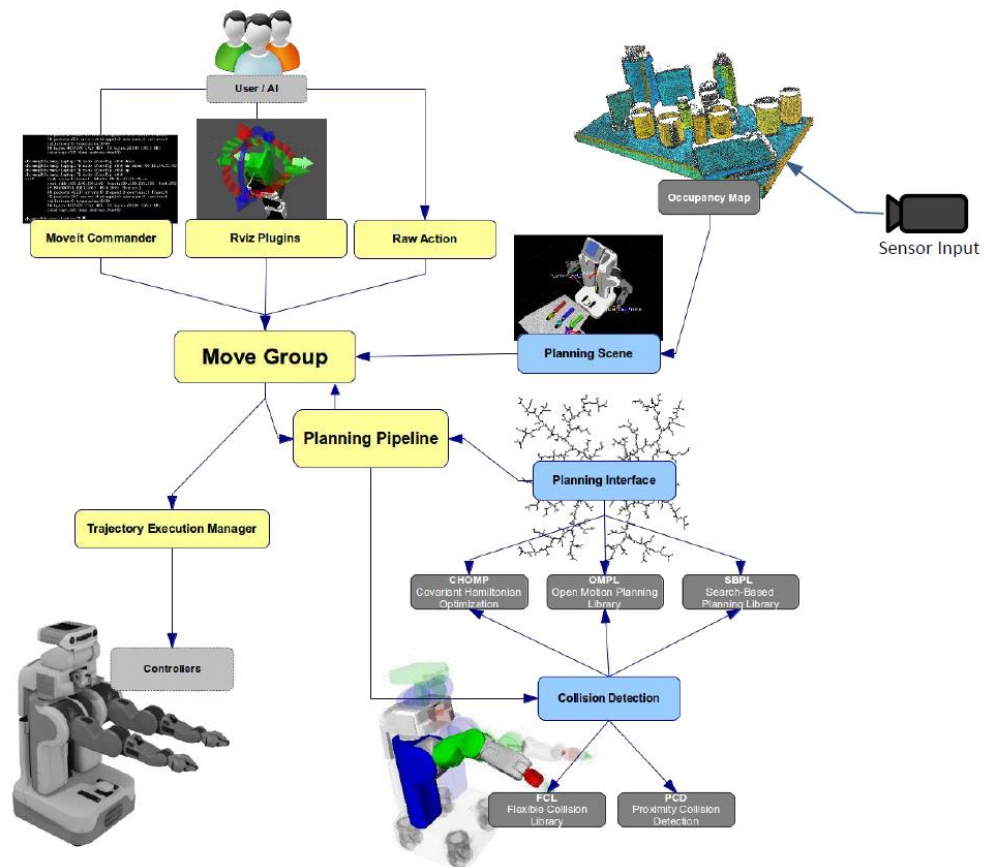 User / AI
MoveIt Commander
Rviz Plugins
Raw Action
Occupancy Map
Sensor Input
Move Group
Planning Scene
Planning Pipeline
Planning Interface
Trajectory Execution Manager
CHOMP
Covariant Hamiltonian
Optimization
OMPL
Open Motion Planning
Library
SBPL
Search-Based
Planning Library
Controllers
Collision Detection
FCL
Flexible Collision
Library
PCD
Proximity Collision
Detection